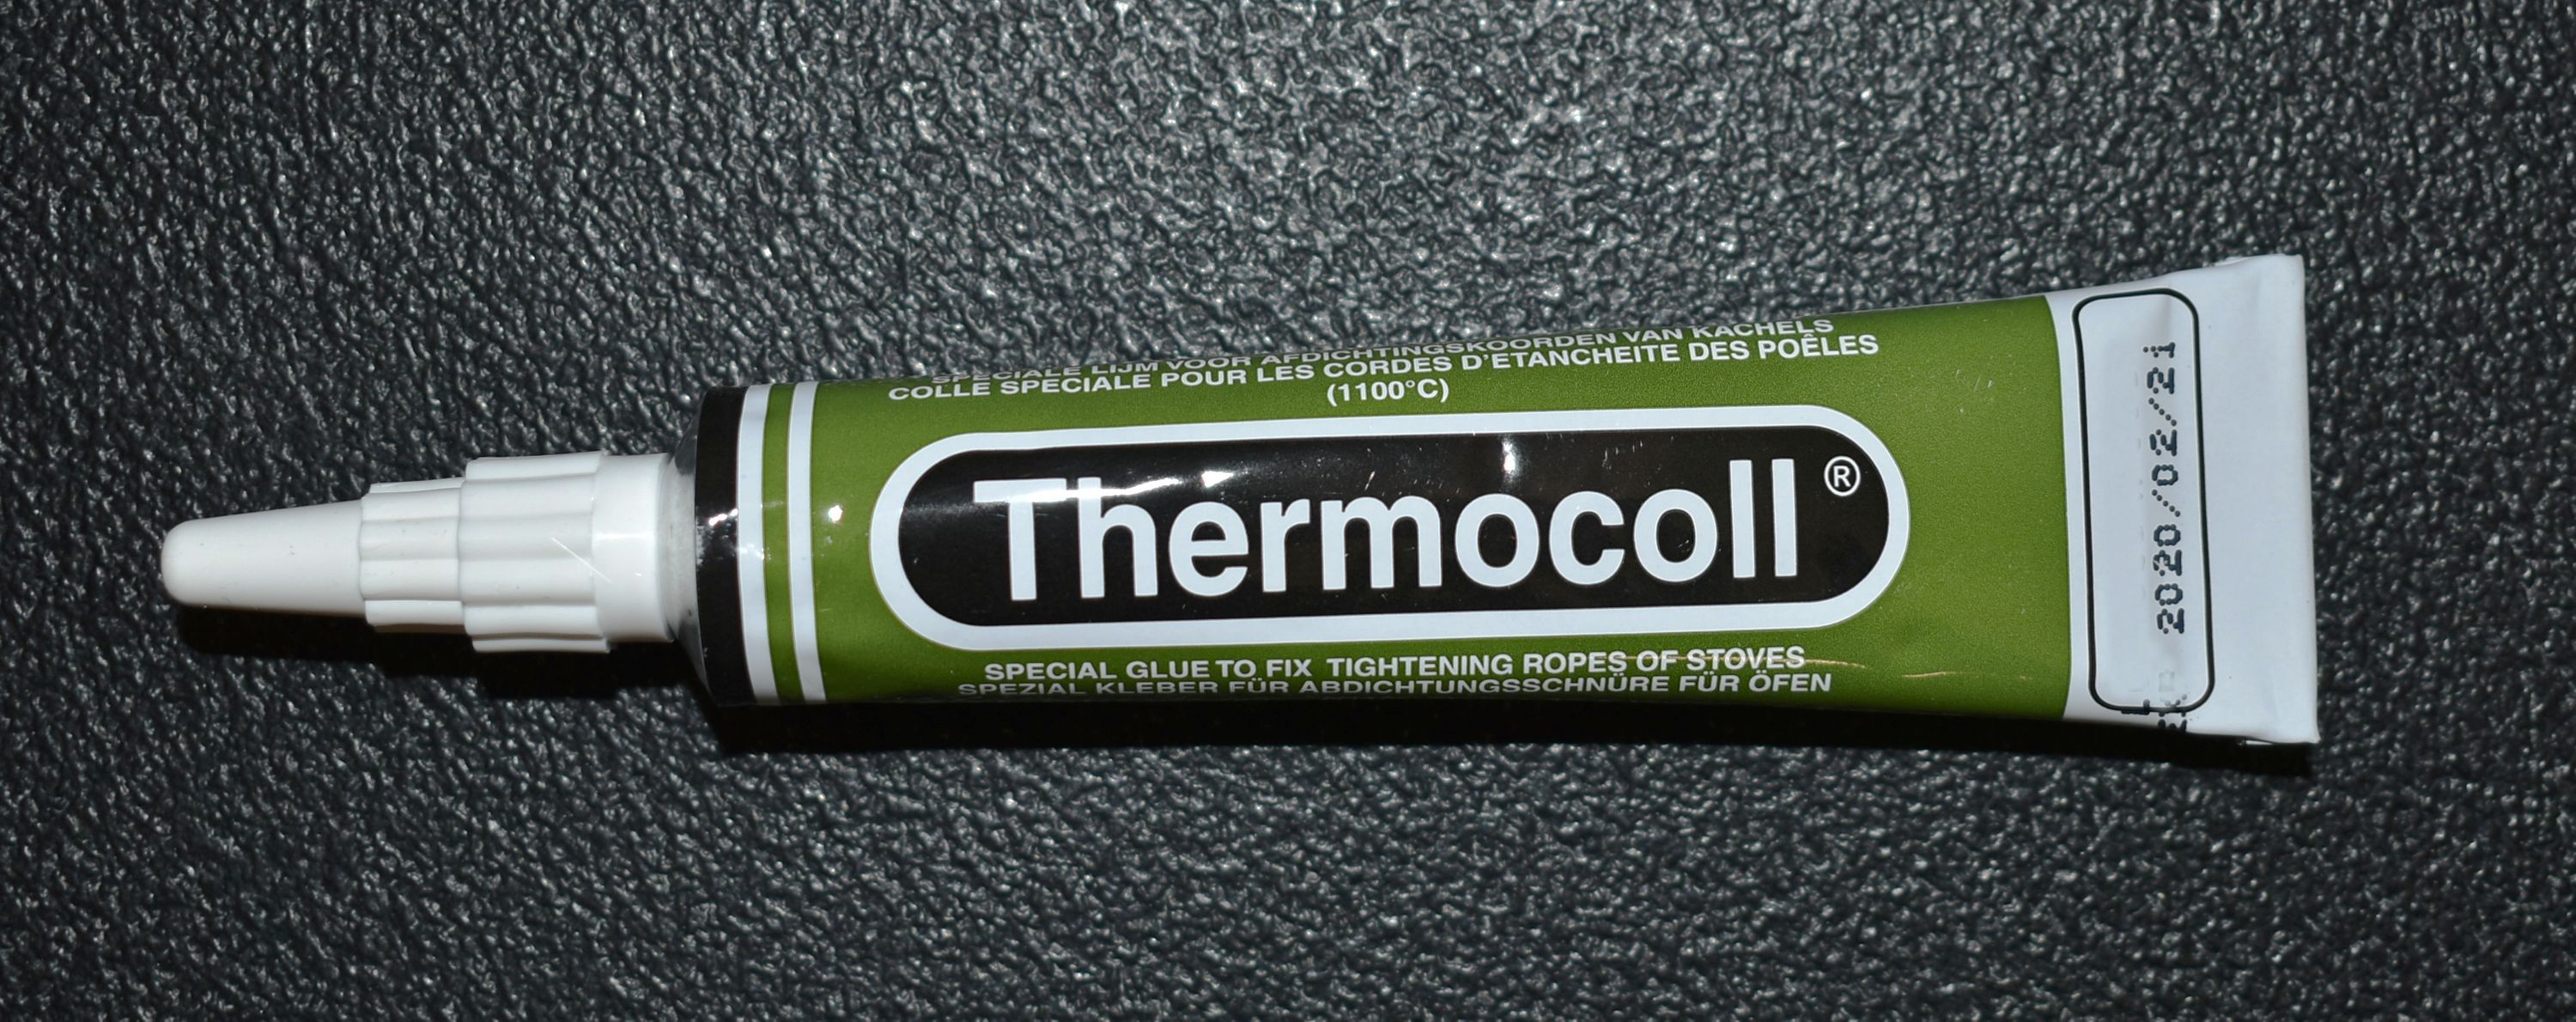 SPECIALE LIJM VOOR AFDICHTINGSKOORDEN VAN KACHELS
COLLE SPECIALE POUR LES CORDES D'ETANCHEITE DES POÊLES
(1100°C)
Thermocoll ®
SPECIAL GLUE TO FIX TIGHTENING ROPES OF STOVES
SPEZIAL KLEBER FÜR ABDICHTUNGSSCHNÜRE FÜR ÖFEN
2020/02/21